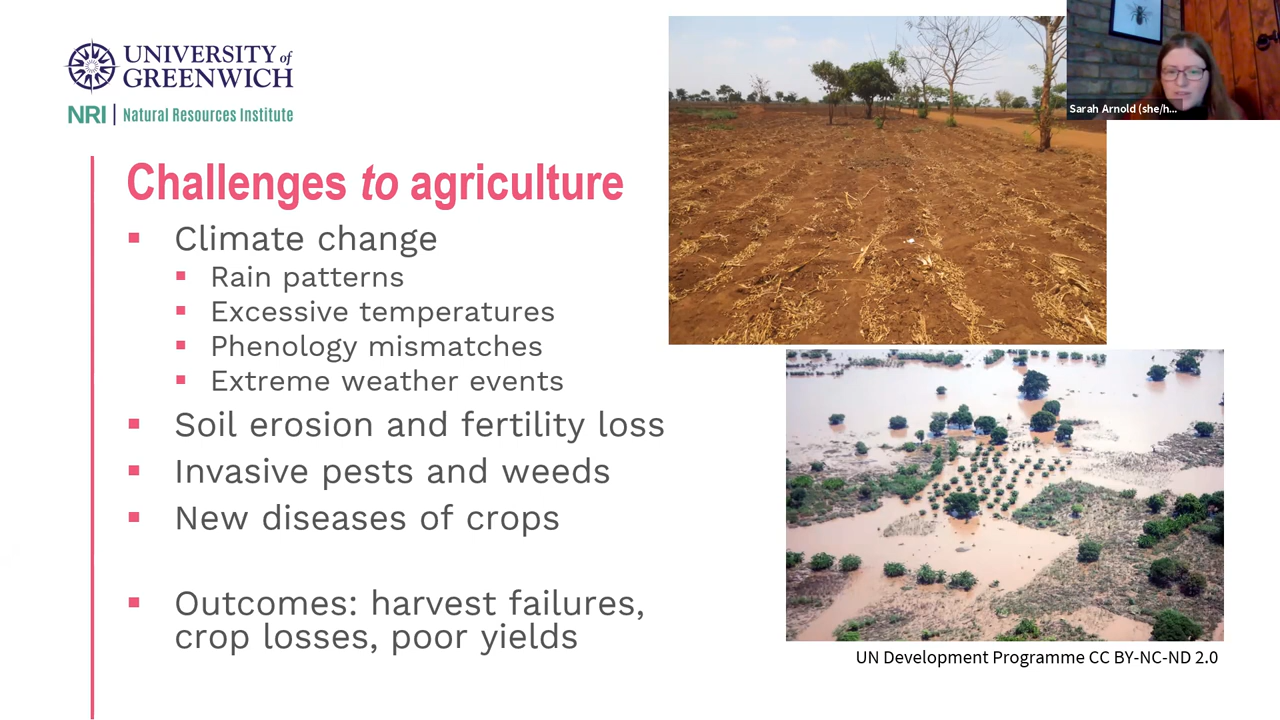 UNIVERSITY of
GREENWICH
NRI | Natural Resources Institute
Challenges to agriculture
Climate change
Rain patterns
Excessive temperatures
Phenology mismatches
Extreme weather events
Soil erosion and fertility loss
Invasive pests and weeds
New diseases of crops
Outcomes: harvest failures,
crop losses, poor yields
Sarah Arnold (she/h...
UN Development Programme CC BY-NC-ND 2.0